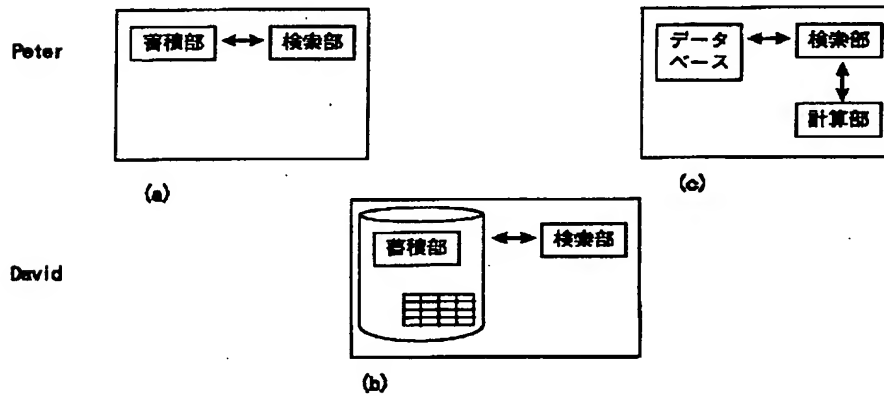 Peter
蓄積部
検索部
(a)
データ
ベース
検索部
計算部
(c)
David
蓄積部
検索部
(b)